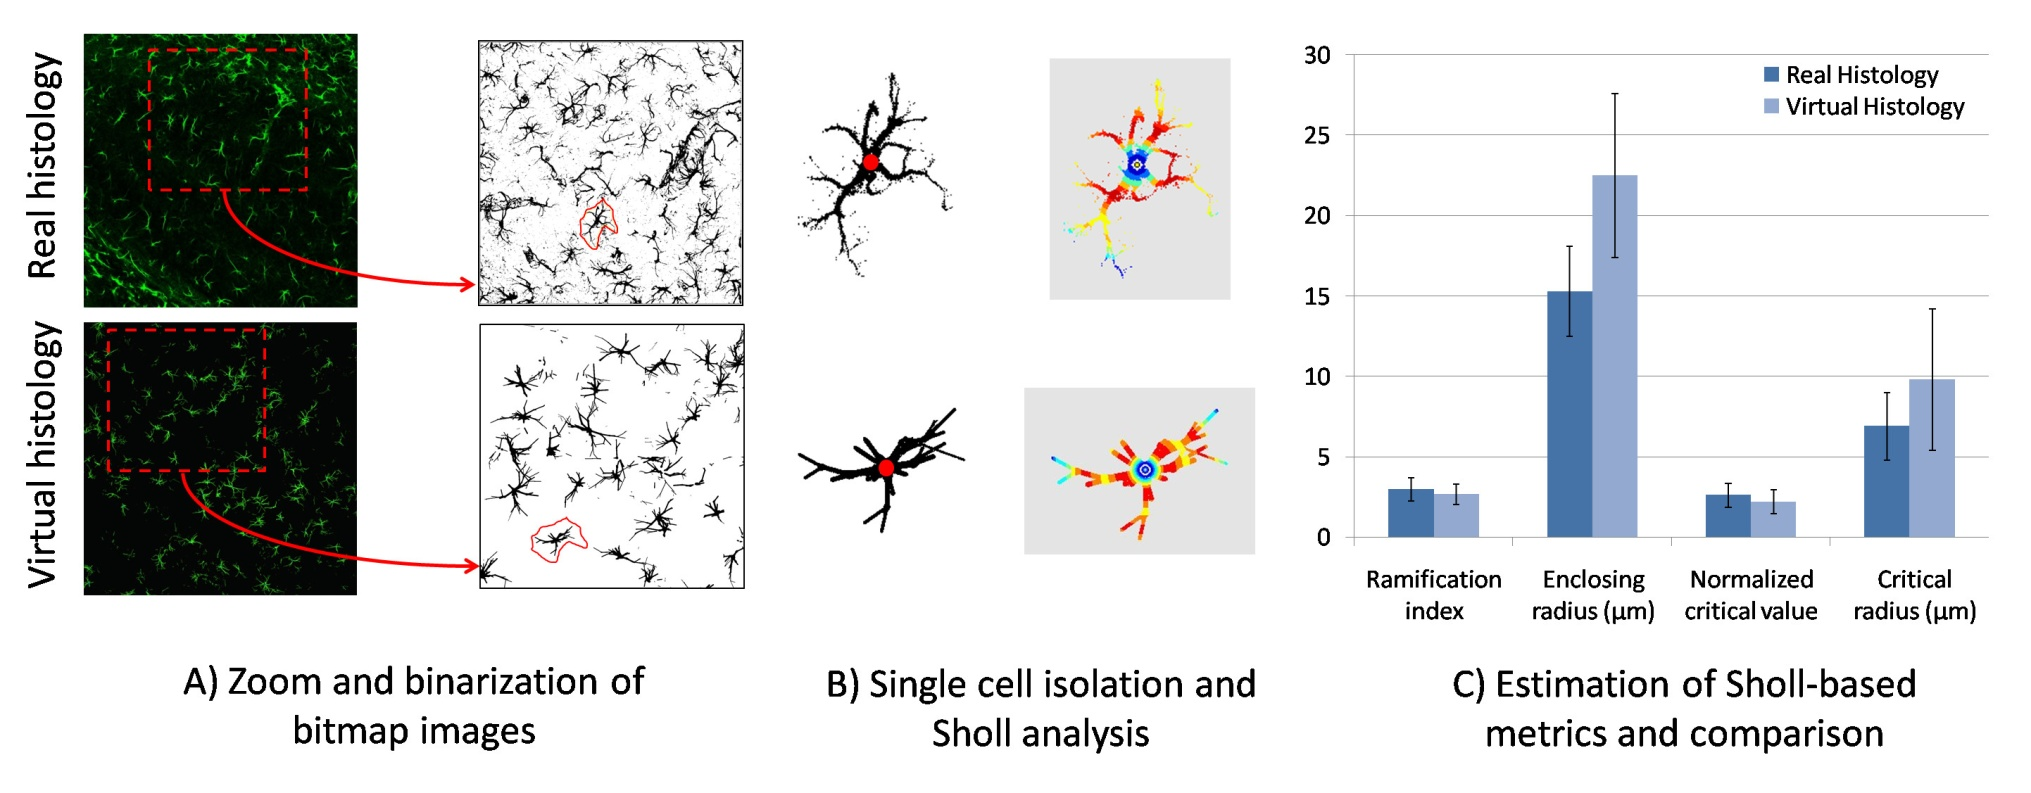 Real histology
Virtual histology
A) Zoom and binarization of
bitmap images
B) Single cell isolation and
Sholl analysis
30
25
20
15
10
5
0
Real Histology
Virtual Histology
Ramification
index
Enclosing
radius (µm)
Normalized
critical value
Critical
radius (µm)
C) Estimation of Sholl-based
metrics and comparison